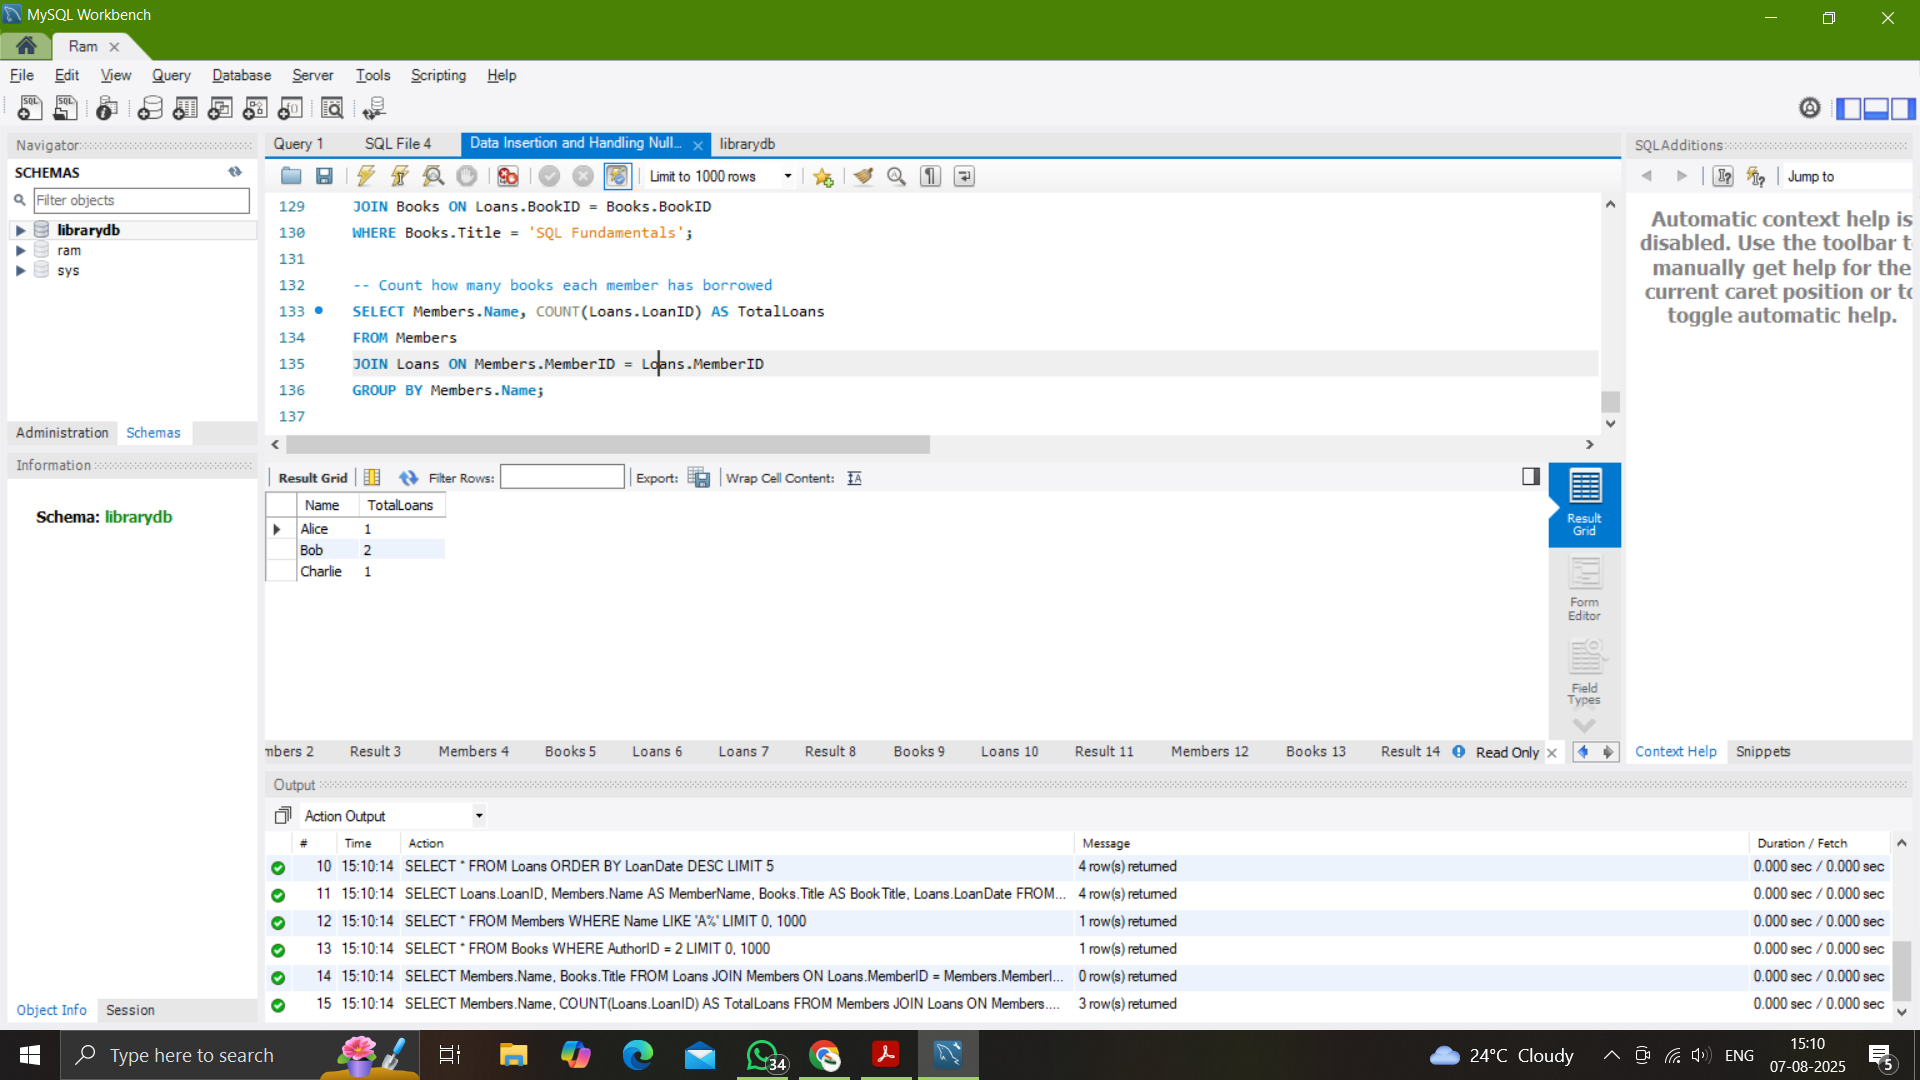 MySQL Workbench
Ram
File Edit View Query Database Server Tools Scripting Help
Navigator
SCHEMAS
Filter objects
librarydb
ram
sys
Administration Schemas
Information
Schema: librarydb
Object Info Session
Query 1 SQL File 4 Data Insertion and Handling Null... librarydb
Limit to 1000 rows
129 JOIN Books ON Loans.BookID = Books.BookID
130 WHERE Books.Title = 'SQL Fundamentals';
131
132 -- Count how many books each member has borrowed
133 SELECT Members.Name, COUNT(Loans.LoanID) AS TotalLoans
134 FROM Members
135 JOIN Loans ON Members.MemberID = Loans.MemberID
136 GROUP BY Members.Name;
137
Result Grid Filter Rows: Export: Wrap Cell Content:
Name TotalLoans
Alice 1
Bob 2
Charlie 1
Result Grid
Form Editor
Field Types
mbers 2 Result 3 Members 4 Books 5 Loans 6 Loans 7 Result 8 Books 9 Loans 10 Result 11 Members 12 Books 13 Result 14 Read Only
SQLAdditions
Jump to
Automatic context help is
disabled. Use the toolbar t
manually get help for the
current caret position or to
toggle automatic help.
Context Help Snippets
Output
Action Output
# Time Action Message Duration / Fetch
10 15:10:14 SELECT * FROM Loans ORDER BY LoanDate DESC LIMIT 5 4 row(s) returned 0.000 sec / 0.000 sec
11 15:10:14 SELECT Loans.LoanID, Members.Name AS MemberName, Books.Title AS BookTitle, Loans.LoanDate FROM... 4 row(s) returned 0.000 sec / 0.000 sec
12 15:10:14 SELECT * FROM Members WHERE Name LIKE 'A%' LIMIT 0, 1000 1 row(s) returned 0.000 sec / 0.000 sec
13 15:10:14 SELECT * FROM Books WHERE AuthorID = 2 LIMIT 0, 1000 1 row(s) returned 0.000 sec / 0.000 sec
14 15:10:14 SELECT Members.Name, Books.Title FROM Loans JOIN Members ON Loans.MemberID = Members.MemberI... 0 row(s) returned 0.000 sec / 0.000 sec
15 15:10:14 SELECT Members.Name, COUNT(Loans.LoanID) AS TotalLoans FROM Members JOIN Loans ON Members.... 3 row(s) returned 0.000 sec / 0.000 sec
Type here to search
34
24°C Cloudy
ENG
15:10
07-08-2025
5